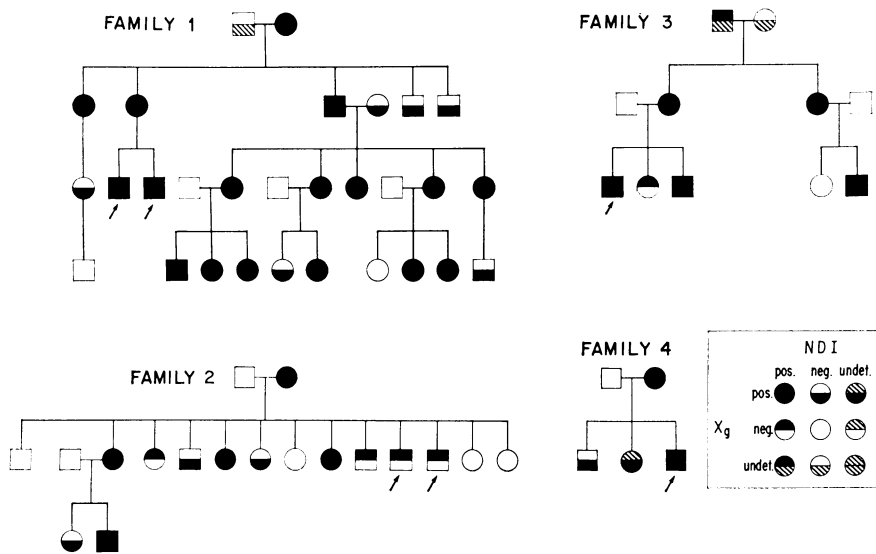 FAMILY 1
FAMILY 3
FAMILY 2
FAMILY 4
NDI
pos. neg. undet.
pos.
Xg neg.
undet.